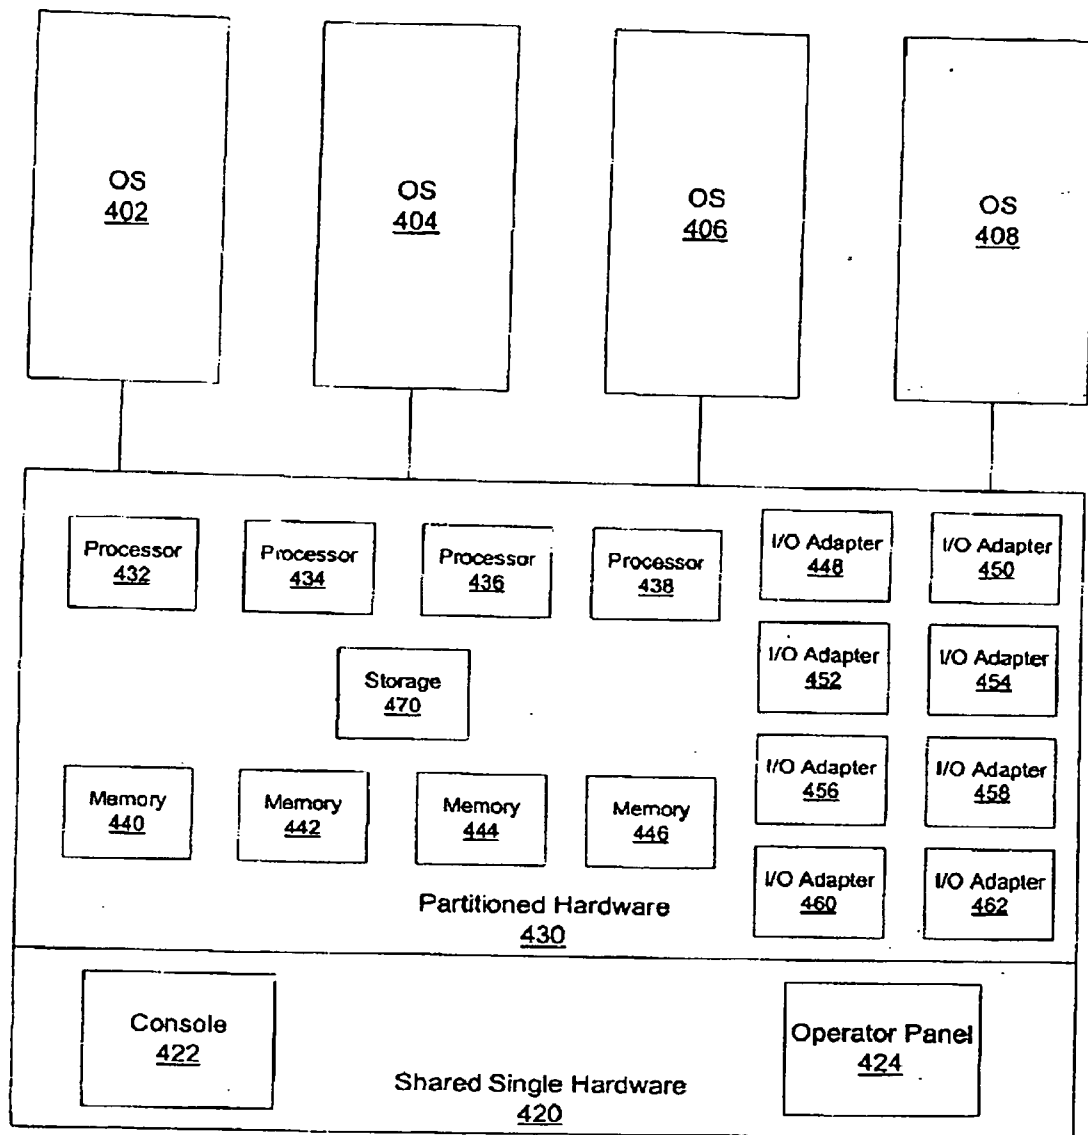 OS
402
OS
404
OS
406
OS
408
Processor
432
Processor
434
Processor
436
Processor
438
I/O Adapter
448
I/O Adapter
450
I/O Adapter
452
I/O Adapter
454
Storage
470
I/O Adapter
456
I/O Adapter
458
Memory
440
Memory
442
Memory
444
Memory
446
I/O Adapter
460
I/O Adapter
462
Partitioned Hardware
430
Console
422
Operator Panel
424
Shared Single Hardware
420